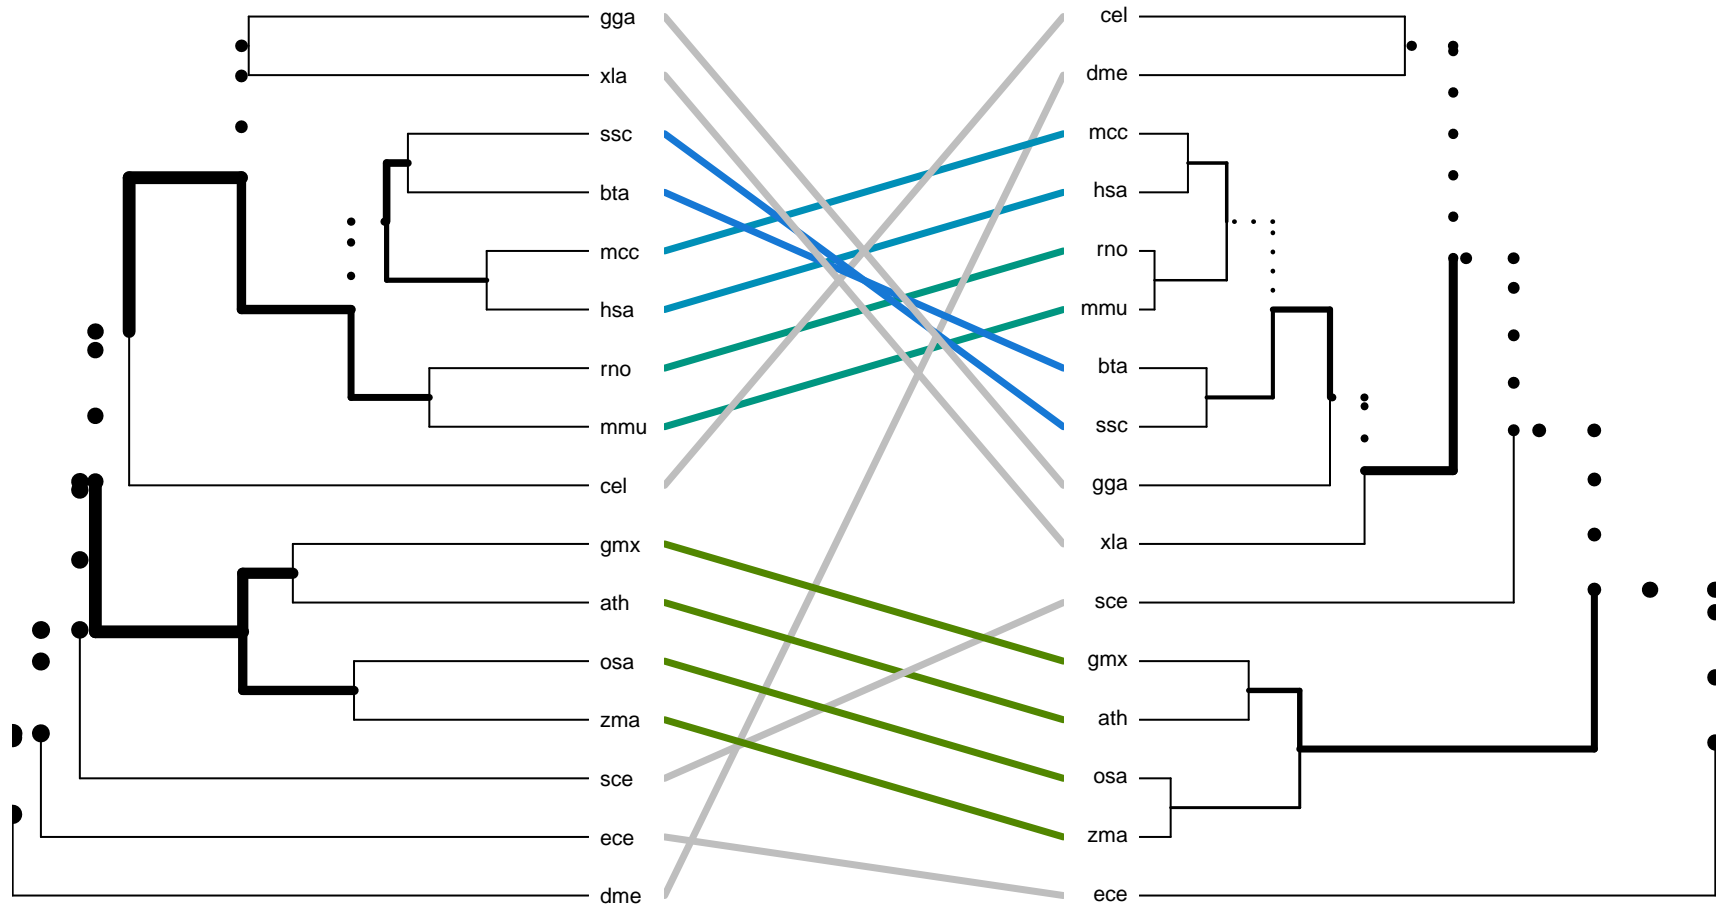 gga
xla
ssc
bta
mcc
hsa
rno
mmu
cel
gmx
ath
osa
zma
sce
ece
dme
cel
dme
mcc
hsa
rno
mmu
bta
ssc
gga
xla
sce
gmx
ath
osa
zma
ece